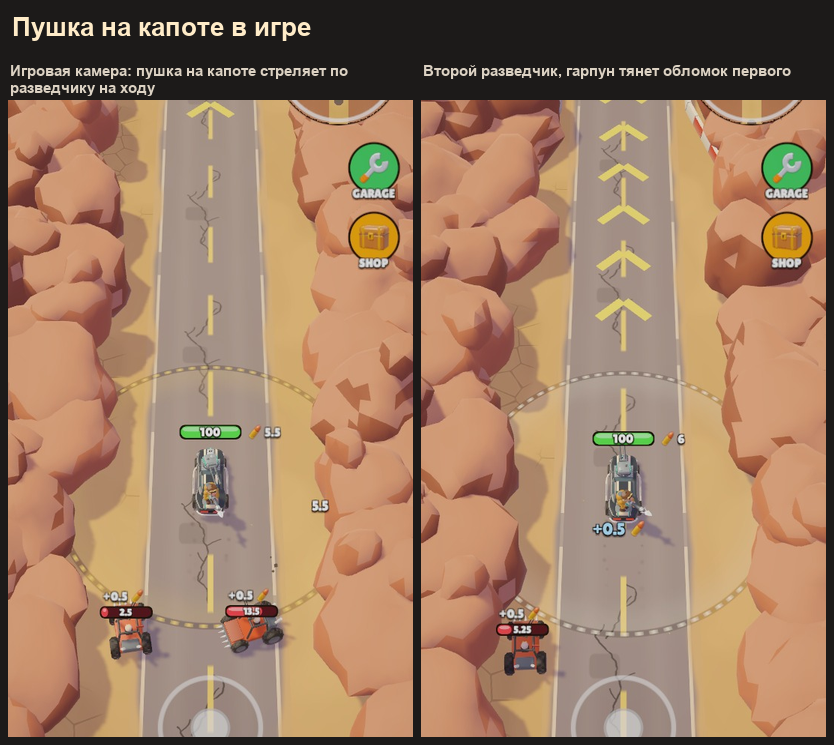 Пушка на капоте в игре
Игровая камера: пушка на капоте стреляет по
разведчику на ходу
Второй разведчик, гарпун тянет обломок первого
GARAGE
SHOP
100
5.5
5.5
+0.5
2.5
+0.5
13.5
GARAGE
SHOP
100
6
+0.5
+0.5
5.25